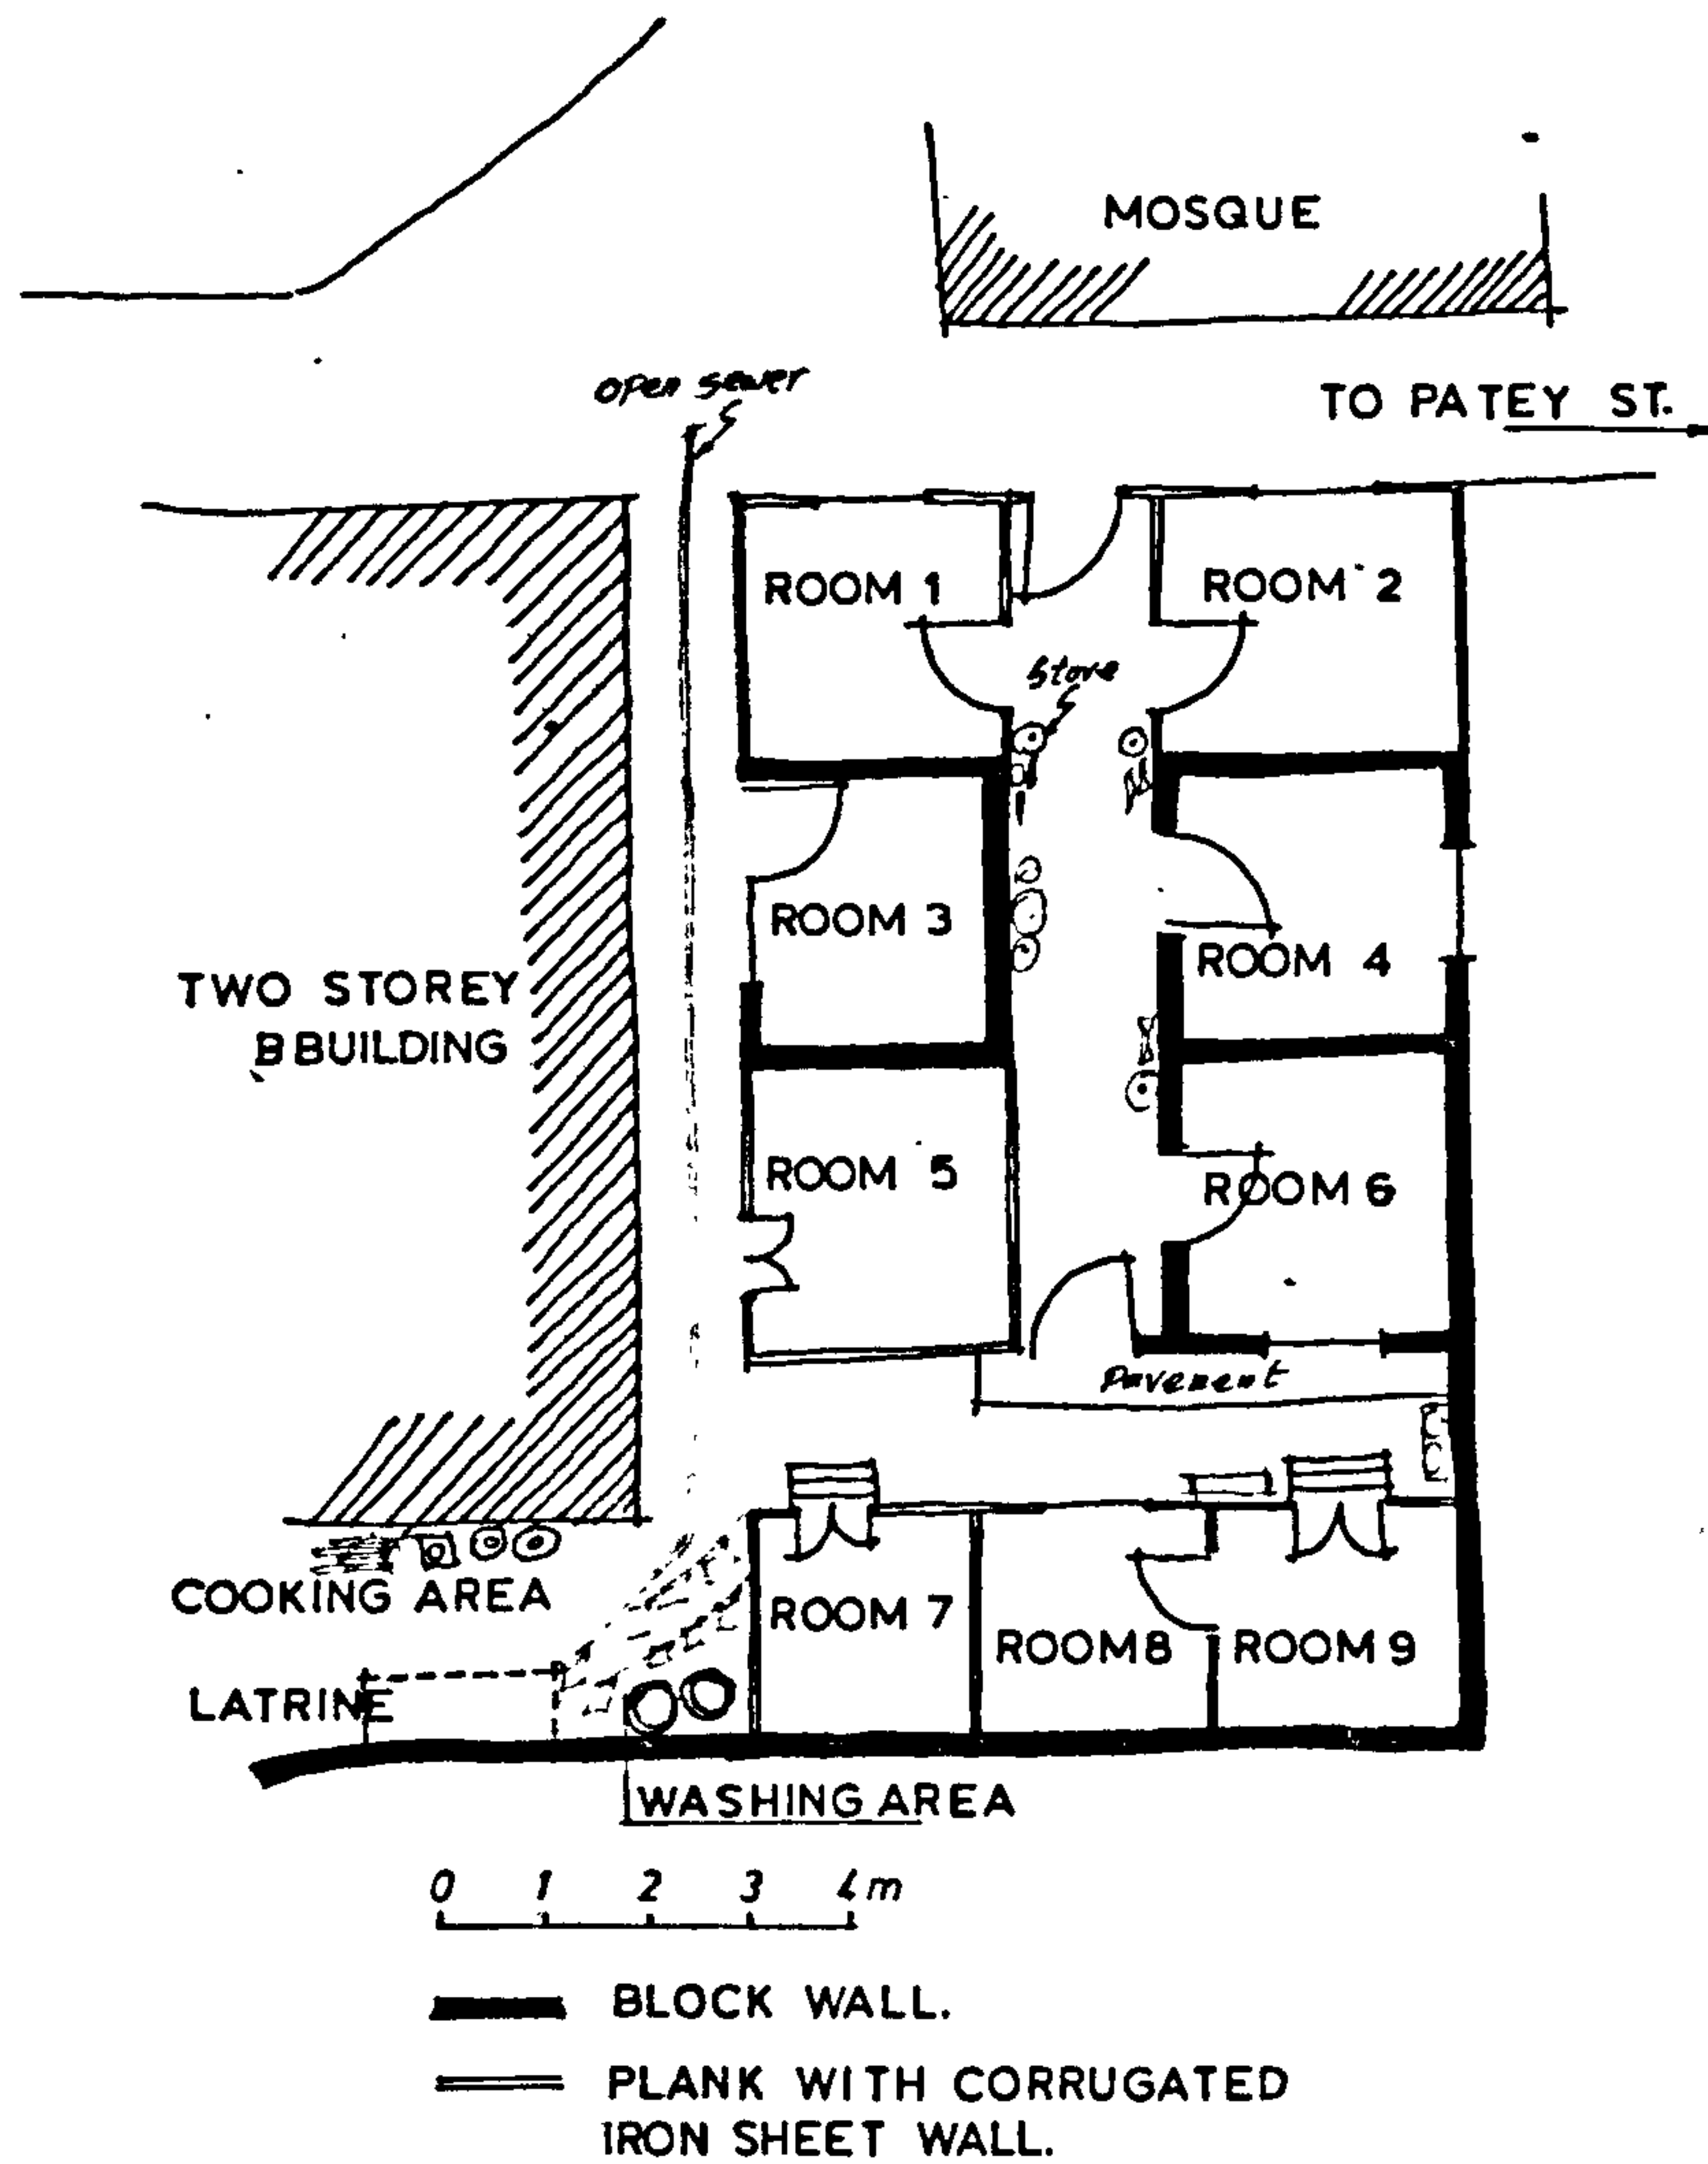 MOSQUE
open sewer
TO PATEY ST.
ROOM 1
ROOM 2
Stove
ROOM 3
ROOM 4
TWO STOREY
BBUILDING
ROOM 5
ROOM 6
Pavement
COOKING AREA
ROOM 7
ROOM 8
ROOM 9
LATRINE
WASHING AREA
0 1 2 3 4 m
BLOCK WALL.
PLANK WITH CORRUGATED
IRON SHEET WALL.